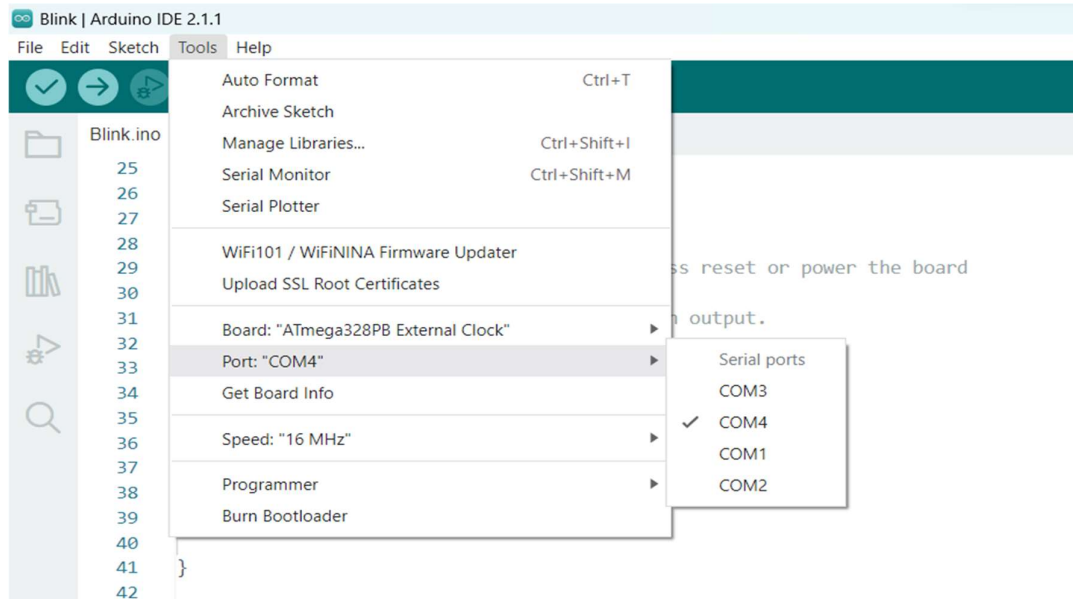 Blink | Arduino IDE 2.1.1
File Edit Sketch Tools Help
Blink.ino
Auto Format Ctrl+T
Archive Sketch
Manage Libraries... Ctrl+Shift+I
Serial Monitor Ctrl+Shift+M
Serial Plotter
WiFi101 / WiFiNINA Firmware Updater
Upload SSL Root Certificates
Board: "ATmega328PB External Clock"
Port: "COM4"
Get Board Info
Speed: "16 MHz"
Programmer
Burn Bootloader
Serial ports
COM3
COM4
COM1
COM2
25
26
27
28
29 ss reset or power the board
30
31 output.
32
33
34
35
36
37
38
39
40
41 }
42